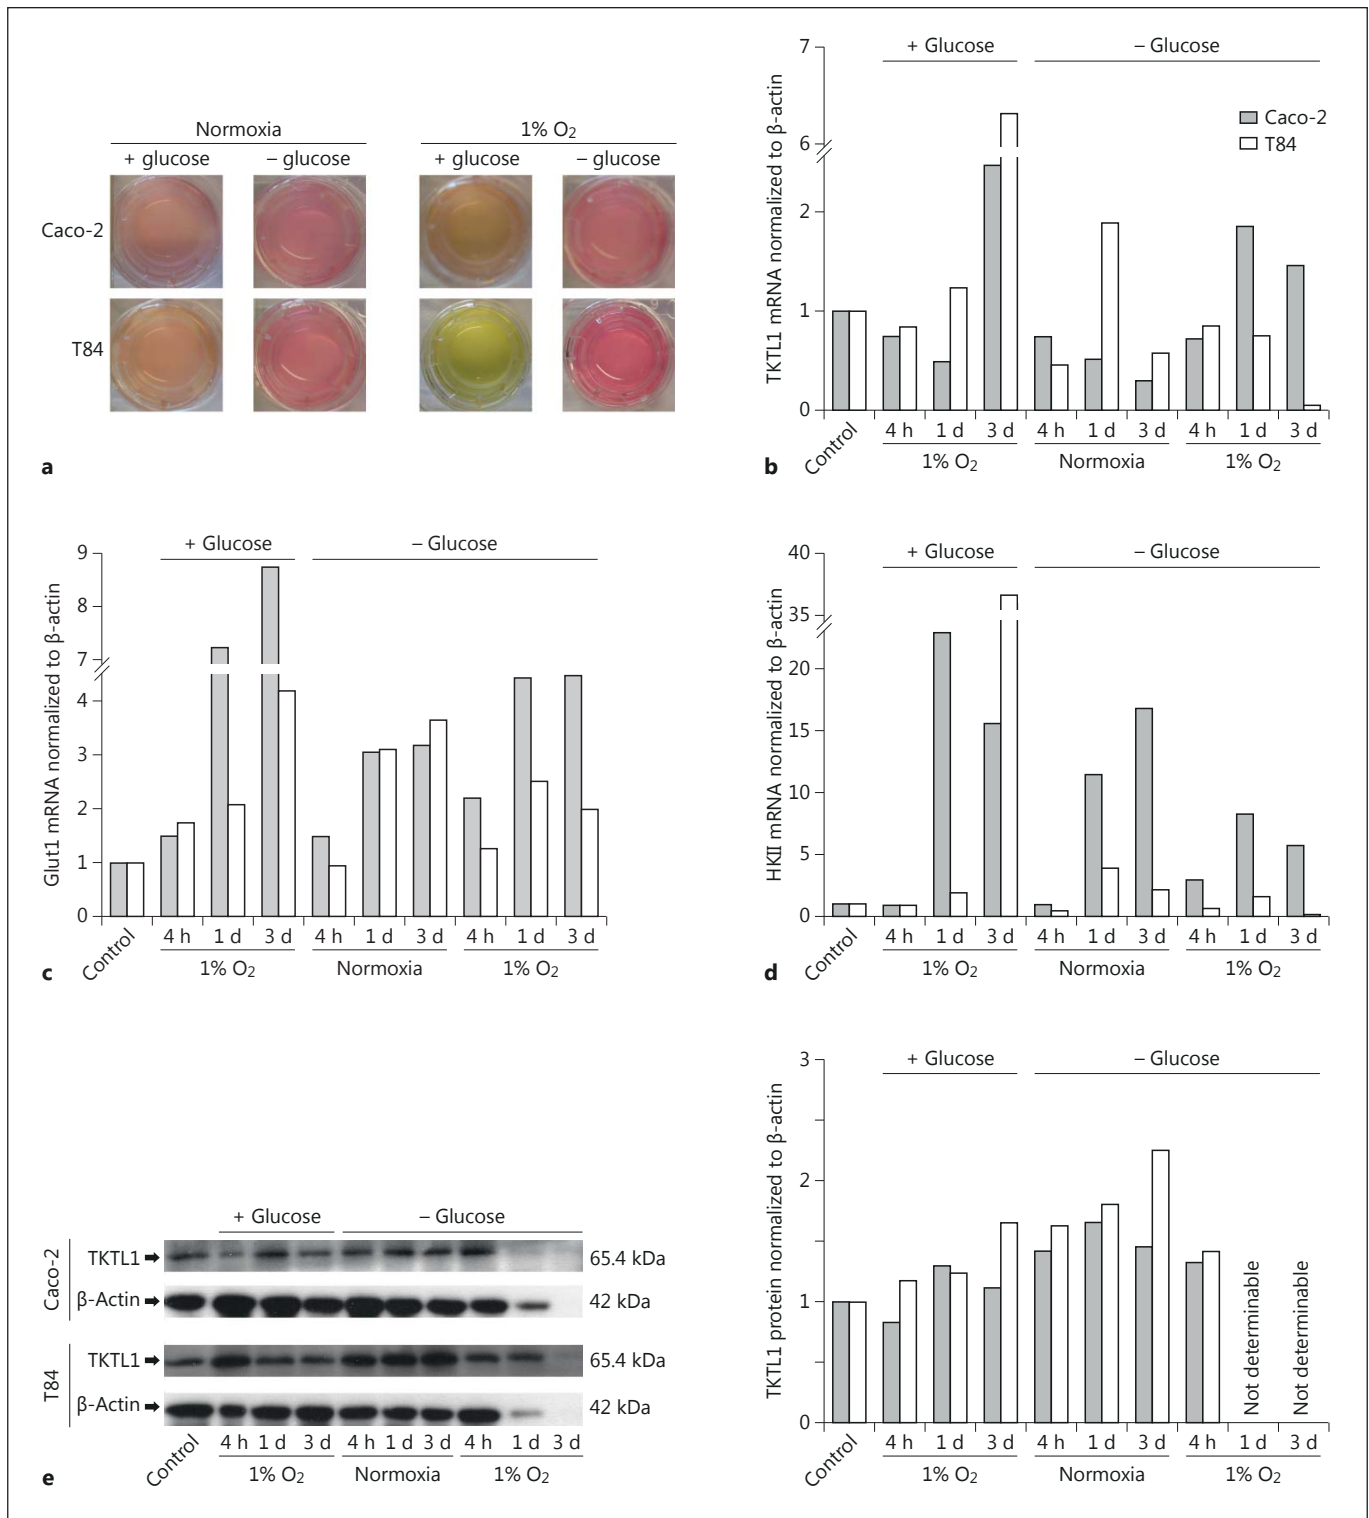 Normoxia
1% O2
+ glucose
– glucose
+ glucose
– glucose
Caco-2
T84
a
TKTL1 mRNA normalized to β-actin
7
6
2
1
0
+ Glucose
– Glucose
Caco-2
T84
Control
4 h
1 d
3 d
4 h
1 d
3 d
4 h
1 d
3 d
1% O2
Normoxia
1% O2
b
Glut1 mRNA normalized to β-actin
9
8
7
4
3
2
1
0
+ Glucose
– Glucose
Control
4 h
1 d
3 d
4 h
1 d
3 d
4 h
1 d
3 d
1% O2
Normoxia
1% O2
c
HKII mRNA normalized to β-actin
40
35
20
15
10
5
0
+ Glucose
– Glucose
Control
4 h
1 d
3 d
4 h
1 d
3 d
4 h
1 d
3 d
1% O2
Normoxia
1% O2
d
+ Glucose
– Glucose
Caco-2
TKTL1
65.4 kDa
β-Actin
42 kDa
T84
TKTL1
65.4 kDa
β-Action
42 kDa
Control
4 h
1 d
3 d
4 h
1 d
3 d
4 h
1 d
3 d
1% O2
Normoxia
1% O2
e
TKTL1 protein normalized to β-actin
3
2
1
0
+ Glucose
– Glucose
Not determinable
Not determinable
Control
4 h
1 d
3 d
4 h
1 d
3 d
4 h
1 d
3 d
1% O2
Normoxia
1% O2